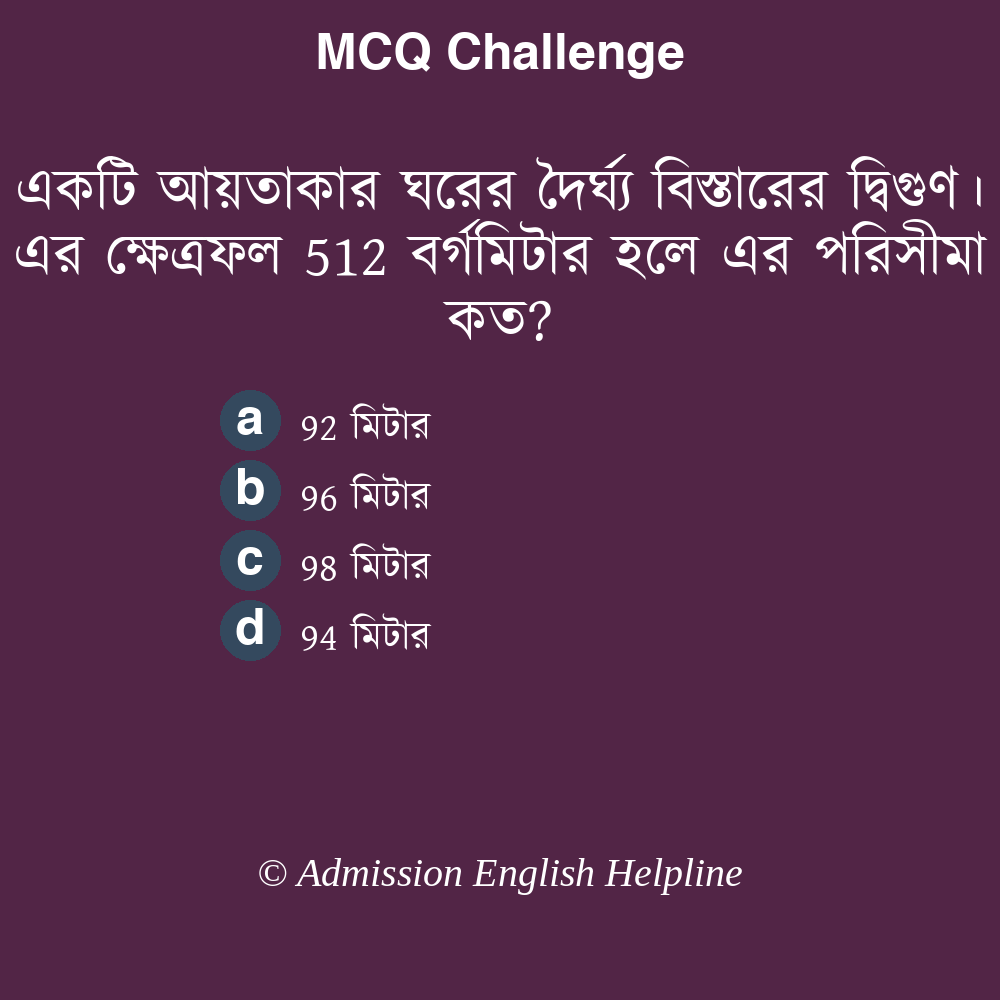 MCQ Challenge
একটি আয়তাকার ঘরের দৈর্ঘ্য বিস্তারের দ্বিগুণ।
এর ক্ষেত্রফল 512 বর্গমিটার হলে এর পরিসীমা
কত?
a 92 মিটার
b 96 মিটার
c 98 মিটার
d 94 মিটার
© Admission English Helpline